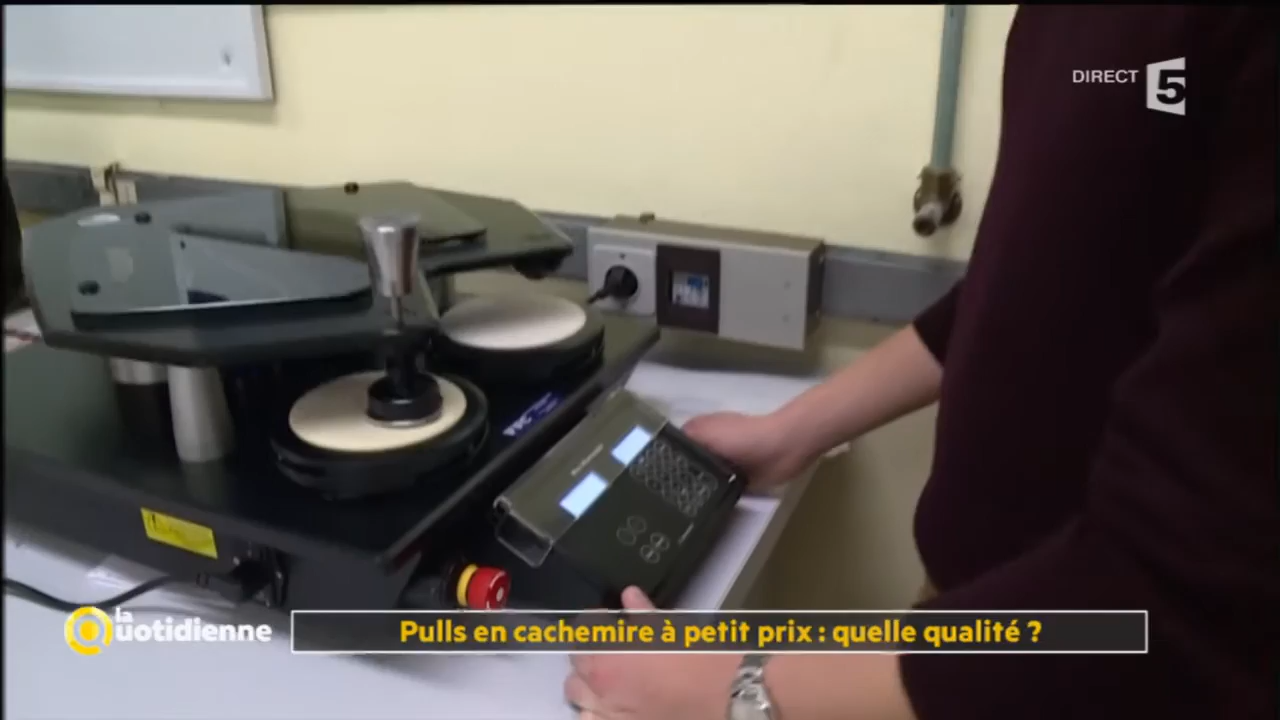 DIRECT 5
la Quotidienne
Pulls en cachemire à petit prix : quelle qualité ?